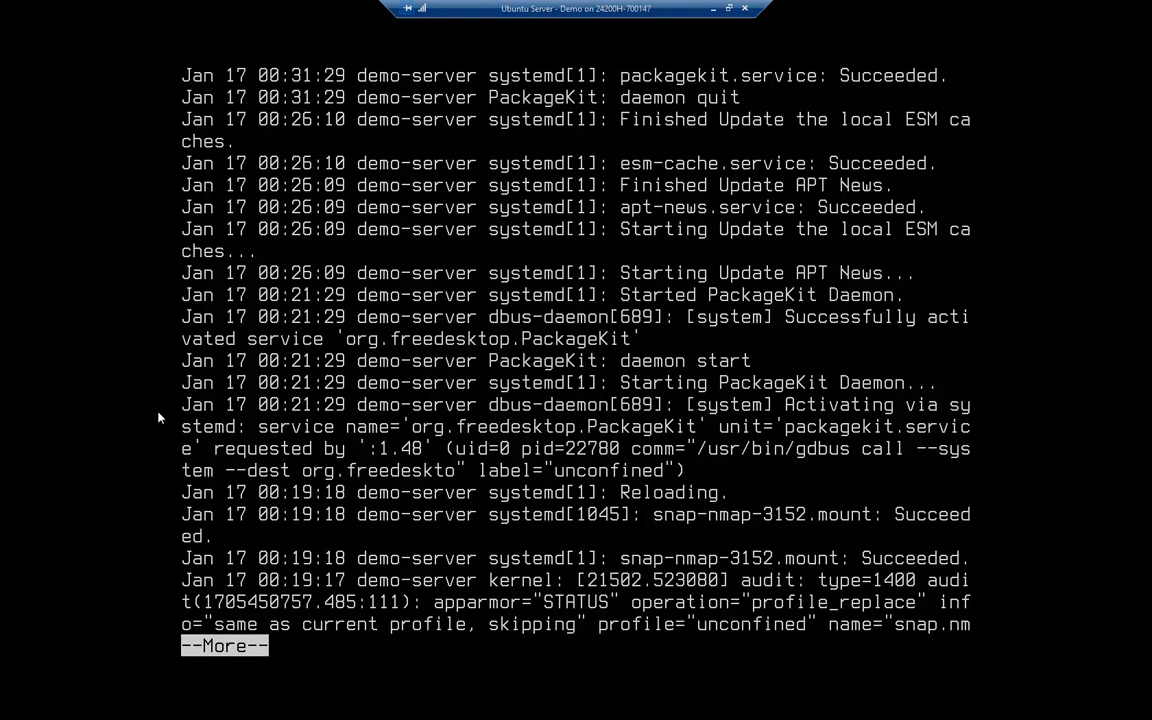 Ubuntu Server - Demo on 24200H-700147
Jan 17 00:31:29 demo-server systemd[1]: packagekit.service: Succeeded.
Jan 17 00:31:29 demo-server PackageKit: daemon quit
Jan 17 00:26:10 demo-server systemd[1]: Finished Update the local ESM ca
ches.
Jan 17 00:26:10 demo-server systemd[1]: esm-cache.service: Succeeded.
Jan 17 00:26:09 demo-server systemd[1]: Finished Update APT News.
Jan 17 00:26:09 demo-server systemd[1]: apt-news.service: Succeeded.
Jan 17 00:26:09 demo-server systemd[1]: Starting Update the local ESM ca
ches...
Jan 17 00:26:09 demo-server systemd[1]: Starting Update APT News...
Jan 17 00:21:29 demo-server systemd[1]: Started PackageKit Daemon.
Jan 17 00:21:29 demo-server dbus-daemon[689]: [system] Successfully acti
vated service 'org.freedesktop.PackageKit'
Jan 17 00:21:29 demo-server PackageKit: daemon start
Jan 17 00:21:29 demo-server systemd[1]: Starting PackageKit Daemon...
Jan 17 00:21:29 demo-server dbus-daemon[689]: [system] Activating via sy
stemd: service name='org.freedesktop.PackageKit' unit='packagekit.servic
e' requested by ':1.48' (uid=0 pid=22780 comm="/usr/bin/gdbus call --sys
tem --dest org.freedeskto" label="unconfined")
Jan 17 00:19:18 demo-server systemd[1]: Reloading.
Jan 17 00:19:18 demo-server systemd[1045]: snap-nmap-3152.mount: Succeed
ed.
Jan 17 00:19:18 demo-server systemd[1]: snap-nmap-3152.mount: Succeeded.
Jan 17 00:19:17 demo-server kernel: [21502.523080] audit: type=1400 audi
t(1705450757.485:111): apparmor="STATUS" operation="profile_replace" inf
o="same as current profile, skipping" profile="unconfined" name="snap.nm
--More--